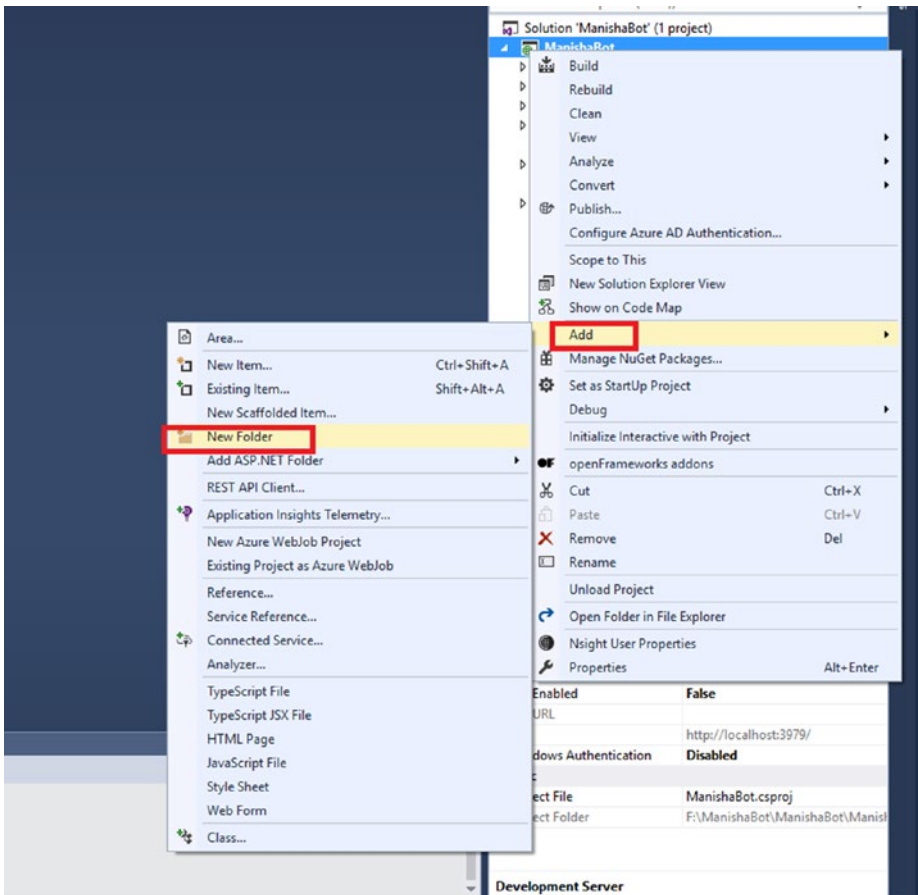 Solution 'ManishaBot' (1 project)
ManishaBot
Build
Rebuild
Clean
View
Analyze
Convert
Publish...
Configure Azure AD Authentication...
Scope to This
New Solution Explorer View
Show on Code Map
Add
Manage NuGet Packages...
Set as StartUp Project
Debug
Initialize Interactive with Project
openFrameworks addons
Cut Ctrl+X
Paste Ctrl+V
Remove Del
Rename
Unload Project
Open Folder in File Explorer
Nsight User Properties
Properties Alt+Enter
Area...
New Item... Ctrl+Shift+A
Existing Item... Shift+Alt+A
New Scaffolded Item...
New Folder
Add ASP.NET Folder
REST API Client...
Application Insights Telemetry...
New Azure WebJob Project
Existing Project as Azure WebJob
Reference...
Service Reference...
Connected Service...
Analyzer...
TypeScript File
TypeScript JSX File
HTML Page
JavaScript File
Style Sheet
Web Form
Class...
Enabled False
URL
http://localhost:3979/
dows Authentication Disabled
ect File ManishaBot.csproj
ect Folder F:\ManishaBot\ManishaBot\Manish
Development Server